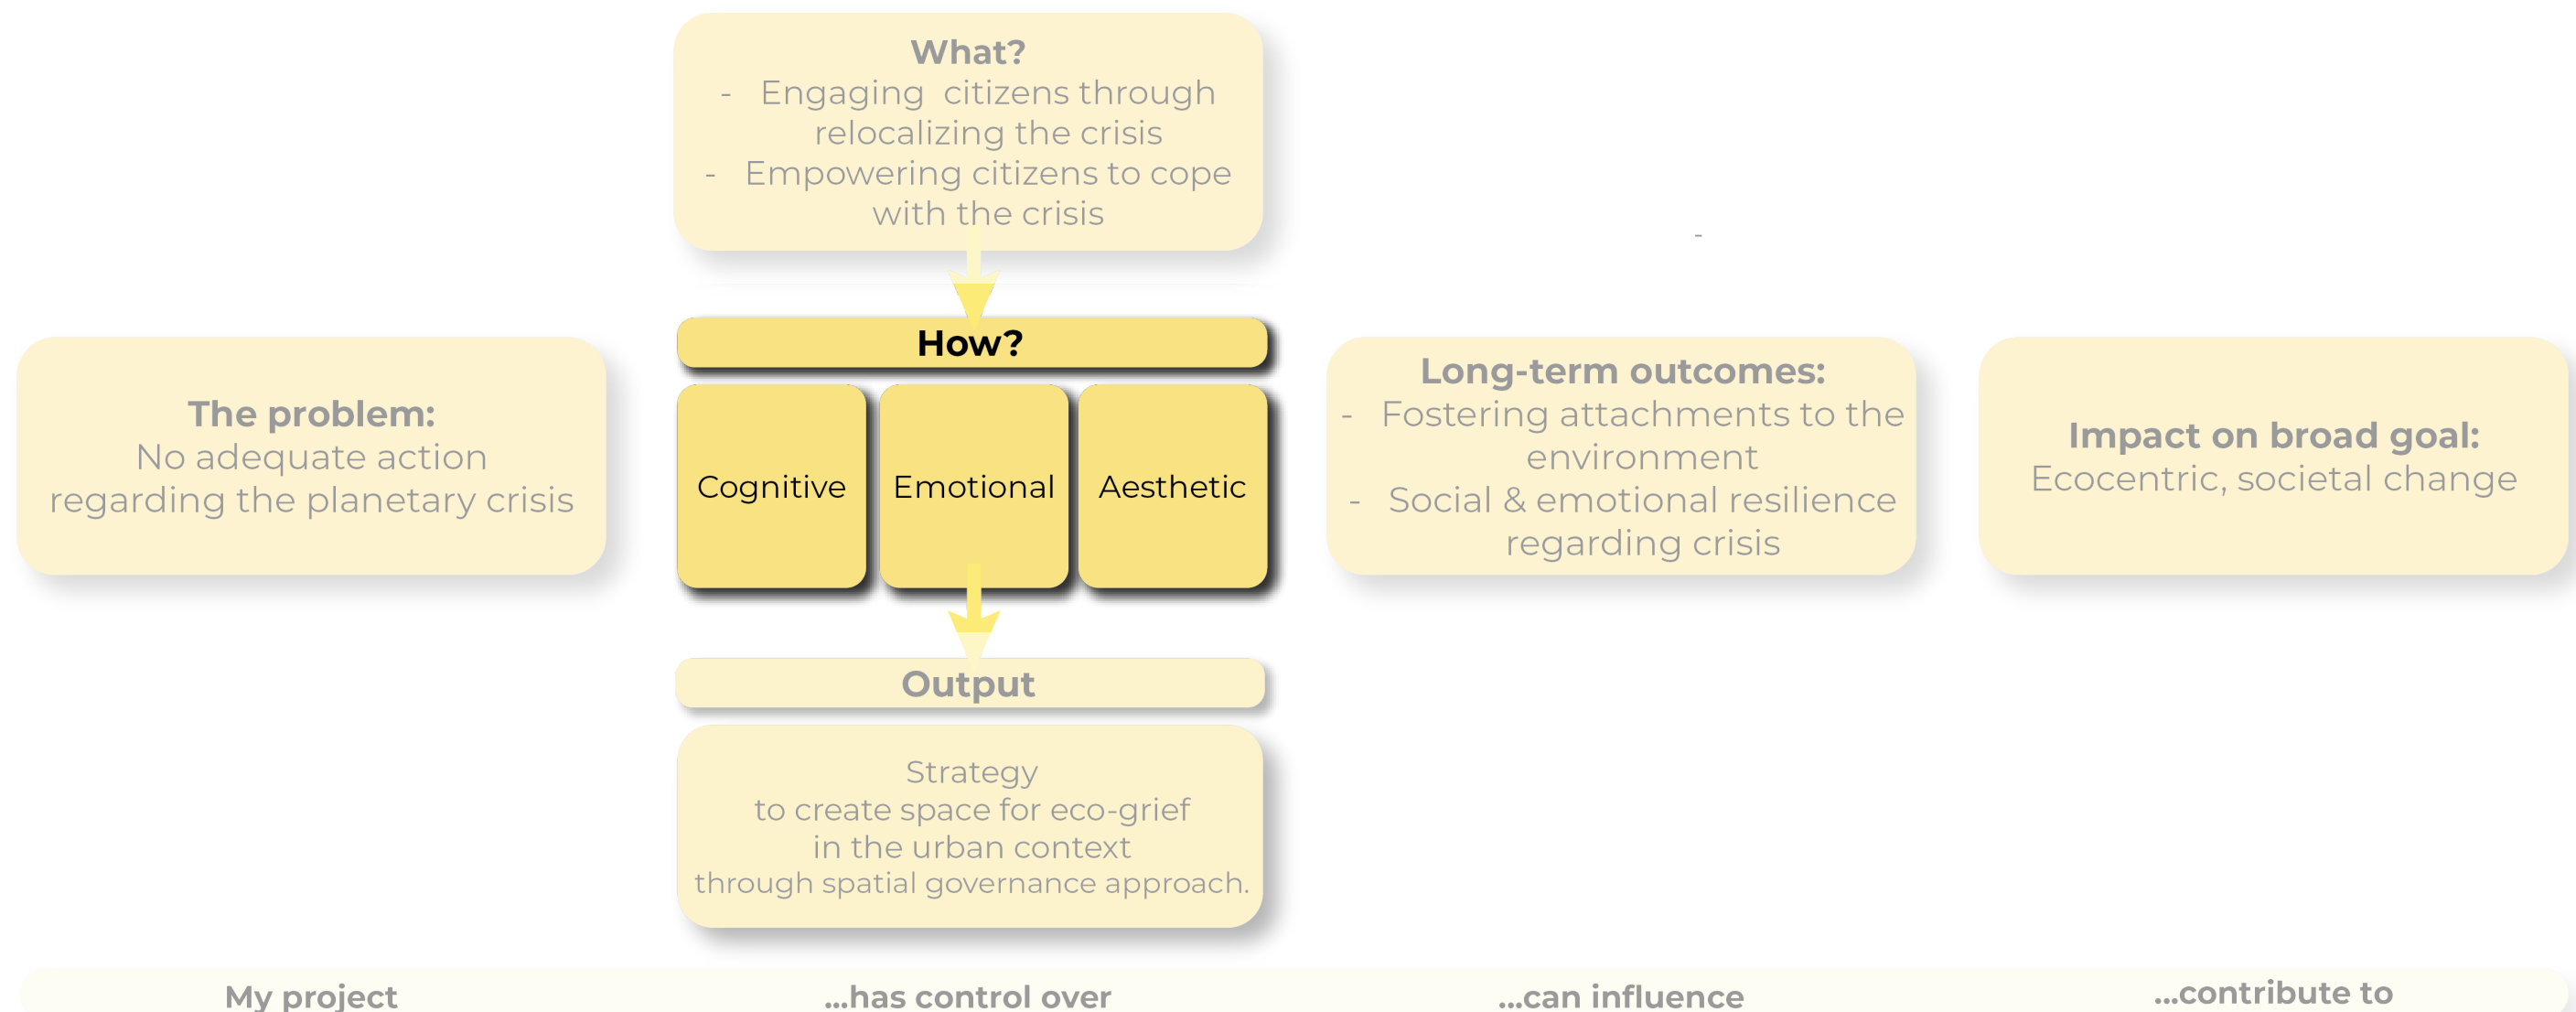 What?
- Engaging  citizens through
relocalizing the crisis
- Empowering citizens to cope
with the crisis
-
How?
The problem:
No adequate action
regarding the planetary crisis
Cognitive
Emotional
Aesthetic
Long-term outcomes:
- Fostering attachments to the
environment
- Social & emotional resilience
regarding crisis
Impact on broad goal:
Ecocentric, societal change
Output
Strategy
to create space for eco-grief
in the urban context
through spatial governance approach.
My project
...has control over
...can influence
...contribute to